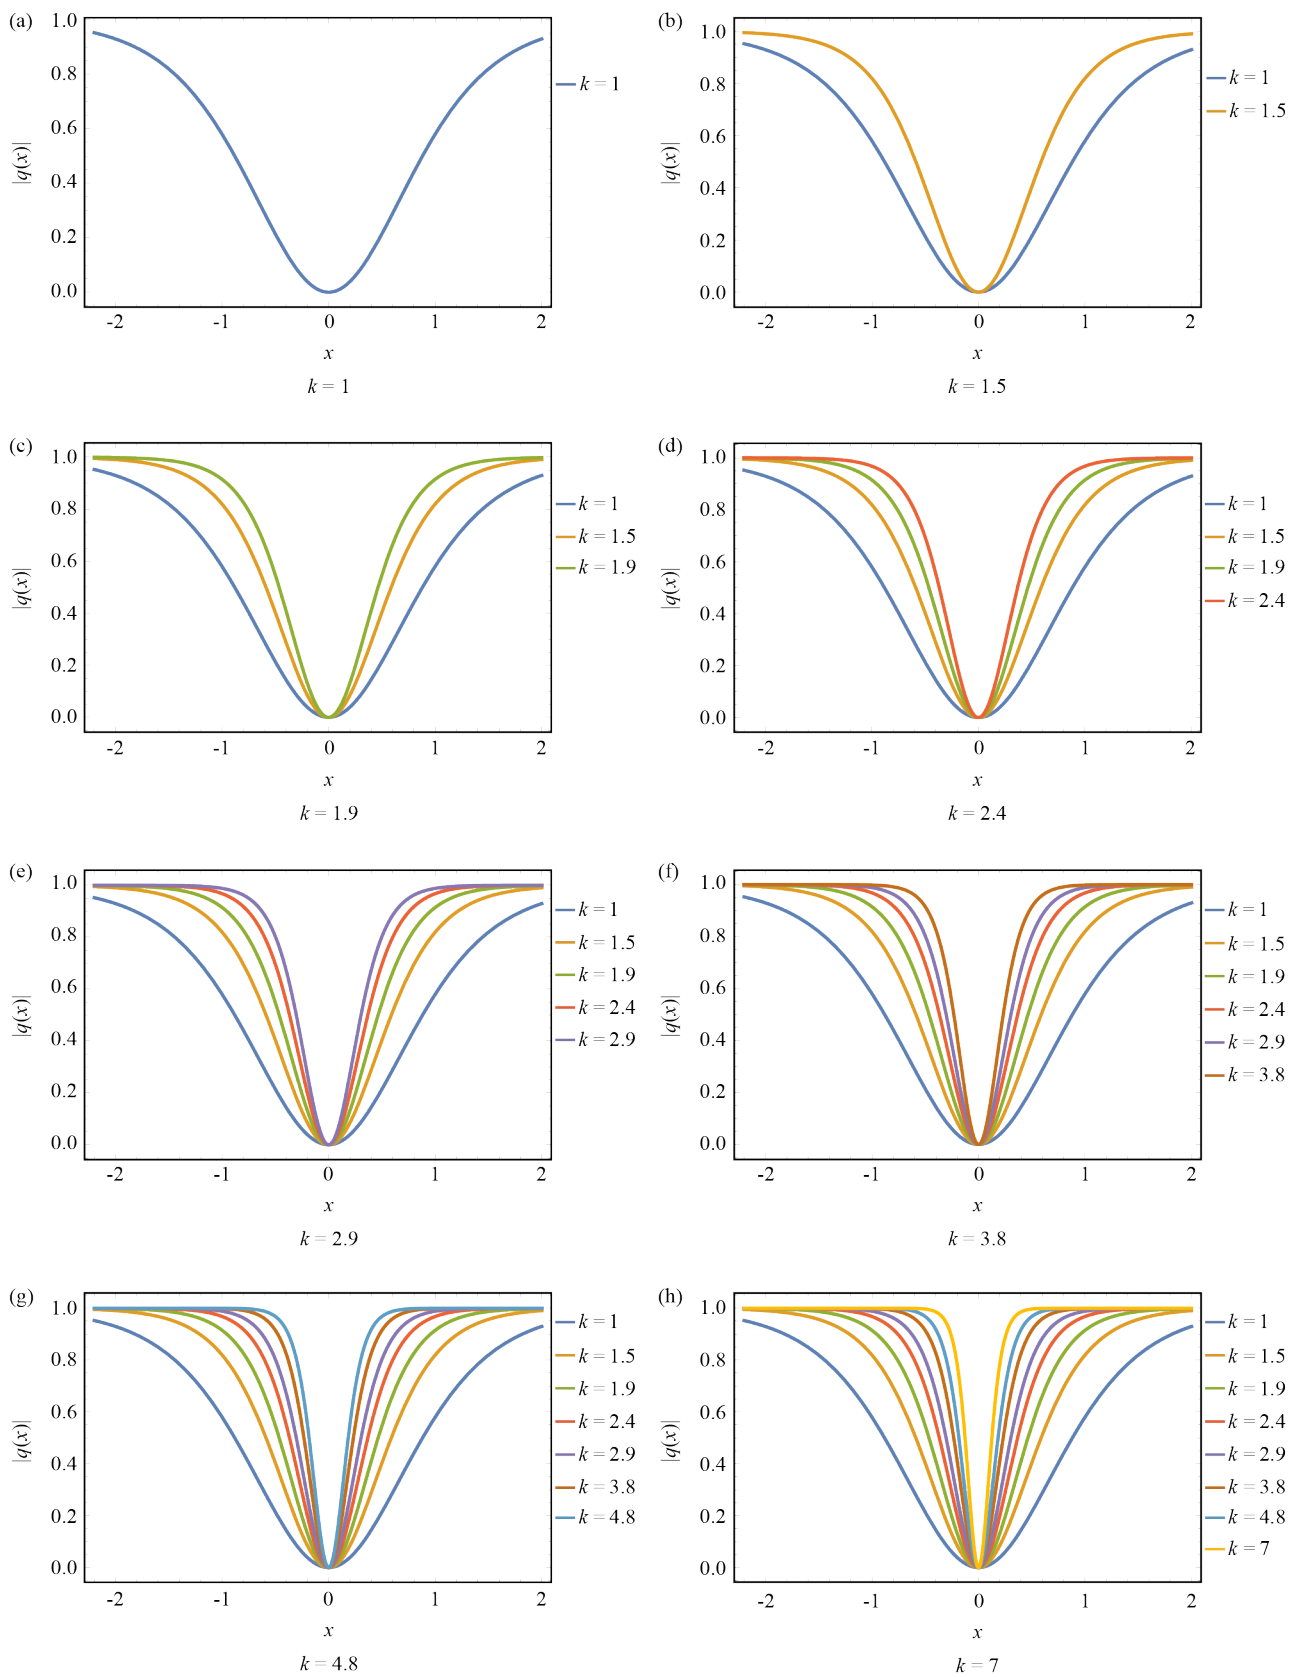 (a)
1.0
0.8
0.6
0.4
0.2
0.0
|q(x)|
-2 -1 0 1 2
x
k = 1
k = 1
(b)
1.0
0.8
0.6
0.4
0.2
0.0
|q(x)|
-2 -1 0 1 2
x
k = 1
k = 1.5
k = 1.5
(c)
1.0
0.8
0.6
0.4
0.2
0.0
|q(x)|
-2 -1 0 1 2
x
k = 1
k = 1.5
k = 1.9
k = 1.9
(d)
1.0
0.8
0.6
0.4
0.2
0.0
|q(x)|
-2 -1 0 1 2
x
k = 1
k = 1.5
k = 1.9
k = 2.4
k = 2.4
(e)
1.0
0.8
0.6
0.4
0.2
0.0
|q(x)|
-2 -1 0 1 2
x
k = 1
k = 1.5
k = 1.9
k = 2.4
k = 2.9
k = 2.9
(f)
1.0
0.8
0.6
0.4
0.2
0.0
|q(x)|
-2 -1 0 1 2
x
k = 1
k = 1.5
k = 1.9
k = 2.4
k = 2.9
k = 3.8
k = 3.8
(g)
1.0
0.8
0.6
0.4
0.2
0.0
|q(x)|
-2 -1 0 1 2
x
k = 1
k = 1.5
k = 1.9
k = 2.4
k = 2.9
k = 3.8
k = 4.8
k = 4.8
(h)
1.0
0.8
0.6
0.4
0.2
0.0
|q(x)|
-2 -1 0 1 2
x
k = 1
k = 1.5
k = 1.9
k = 2.4
k = 2.9
k = 3.8
k = 4.8
k = 7
k = 7